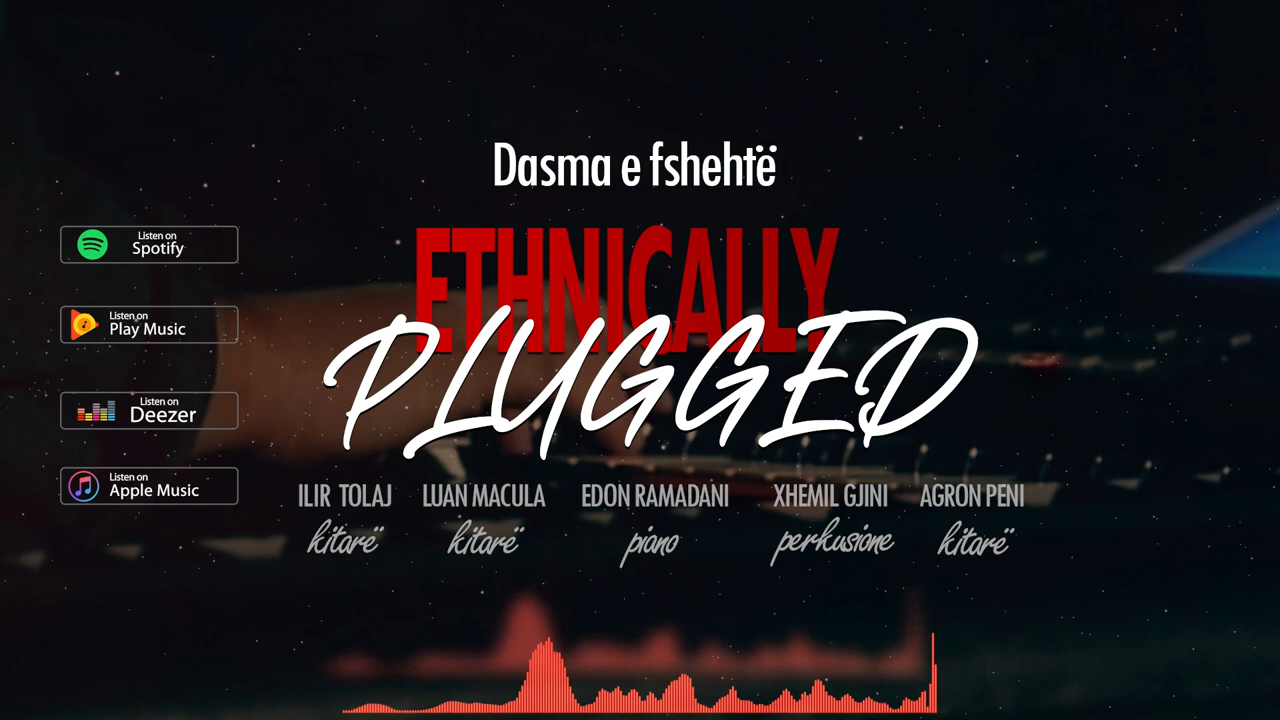 Dasma e fshehtë
ETHNICALLY
PLUGGED
Listen on
Spotify
Listen on
Play Music
Listen on
Deezer
Listen on
Apple Music
ILIR TOLAJ
kitarë
LUAN MACULA
kitarë
EDON RAMADANI
piano
XHEMIL GJINI
perkusione
AGRON PENI
kitarë